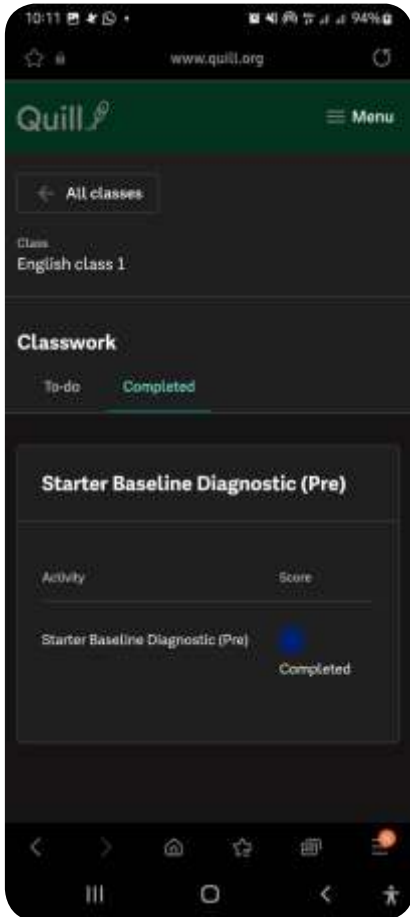 10:11 94%
www.quill.org
Quill Menu
All classes
Class
English class 1
Classwork
To-do Completed
Starter Baseline Diagnostic (Pre)
Activity Score
Starter Baseline Diagnostic (Pre)
Completed